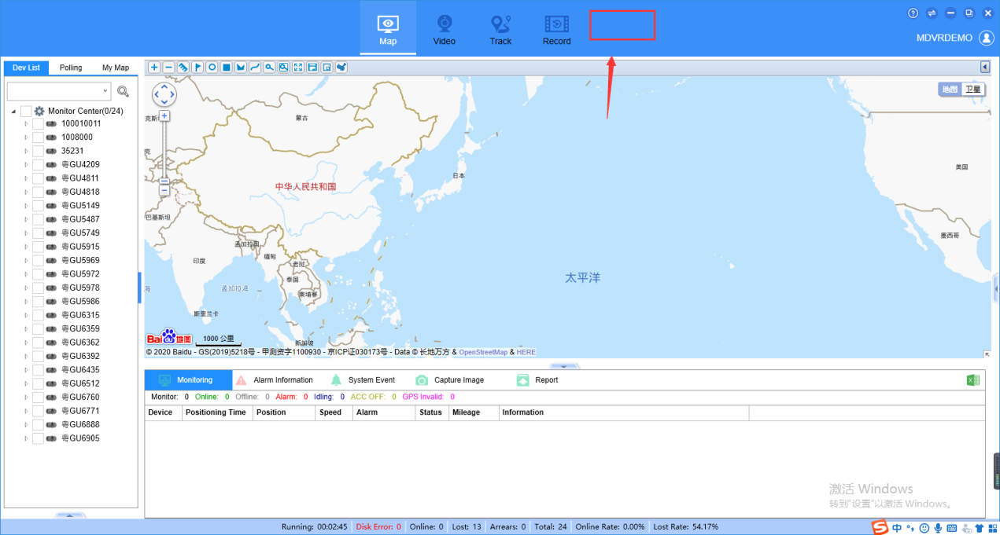 Map
Video
Track
Record
MDVRDEMO
Dev List
Polling
My Map
Monitor Center(0/24)
100010011
1008000
35231
粤GU4209
粤GU4811
粤GU4818
粤GU5149
粤GU5487
粤GU5749
粤GU5915
粤GU5969
粤GU5972
粤GU5978
粤GU5986
粤GU6315
粤GU6359
粤GU6362
粤GU6392
粤GU6435
粤GU6512
粤GU6760
粤GU6771
粤GU6888
粤GU6905
地图 卫星
蒙古
克斯
克
日本
美国
中华人民共和国
巴基斯坦
墨西哥
孟加拉国
缅甸
印度
老挝
太平洋
泰国
海
孟加拉湾
柬埔寨
斯里兰卡
新加坡
Bai du 地图
1000 公里
© 2020 Baidu - GS(2019)5218号 - 甲测资字1100930 - 京ICP证030173号 - Data © 长地万方 & OpenStreetMap & HERE
Monitoring
Alarm Information
System Event
Capture Image
Report
Monitor: 0 Online: 0 Offline: 0 Alarm: 0 Idling: 0 ACC OFF: 0 GPS Invalid: 0
Device Positioning Time Position Speed Alarm Status Mileage Information
激活 Windows
转到"设置"以激活 Windows。
Running: 00:02:45 Disk Error: 0 Online: 0 Lost: 13 Arrears: 0 Total: 24 Online Rate: 0.00% Lost Rate: 54.17%
中